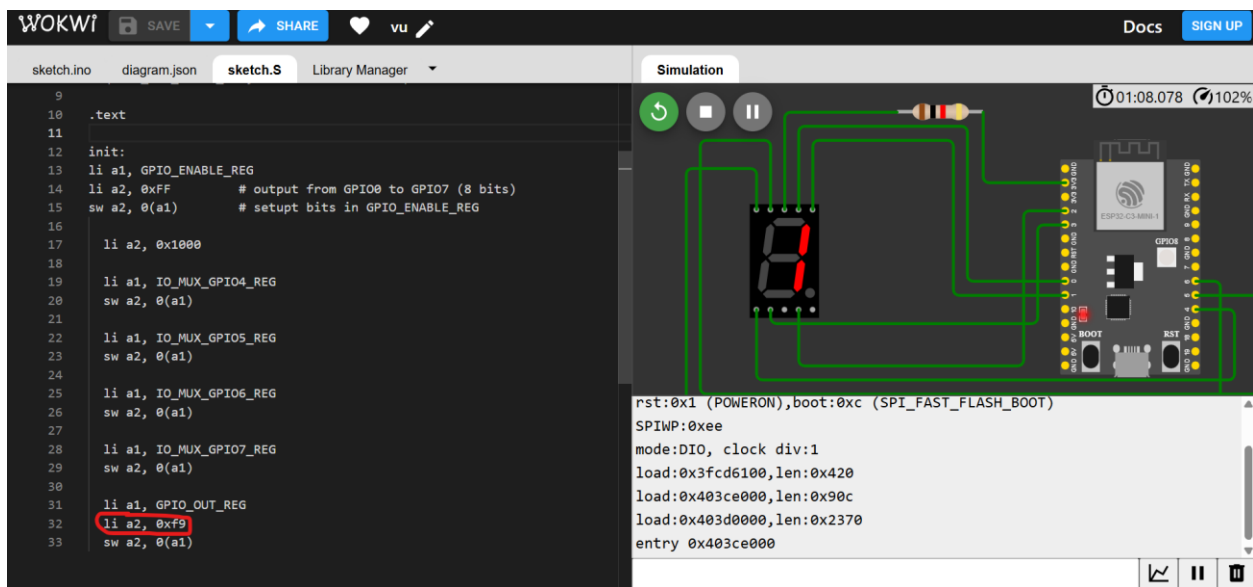 WOKWI SAVE SHARE vu Docs SIGN UP
sketch.ino diagram.json sketch.S Library Manager
Simulation
01:08.078 102%
9
10 .text
11
12 init:
13 li a1, GPIO_ENABLE_REG
14 li a2, 0xFF # output from GPIO0 to GPIO7 (8 bits)
15 sw a2, 0(a1) # setupt bits in GPIO_ENABLE_REG
16
17 li a2, 0x1000
18
19 li a1, IO_MUX_GPIO4_REG
20 sw a2, 0(a1)
21
22 li a1, IO_MUX_GPIO5_REG
23 sw a2, 0(a1)
24
25 li a1, IO_MUX_GPIO6_REG
26 sw a2, 0(a1)
27
28 li a1, IO_MUX_GPIO7_REG
29 sw a2, 0(a1)
30
31 li a1, GPIO_OUT_REG
32 li a2, 0xf9
33 sw a2, 0(a1)
ESP32-C3-MINI-1
GPIO8
BOOT
RST
rst:0x1 (POWERON),boot:0xc (SPI_FAST_FLASH_BOOT)
SPIWP:0xee
mode:DIO, clock div:1
load:0x3fcd6100,len:0x420
load:0x403ce000,len:0x90c
load:0x403d0000,len:0x2370
entry 0x403ce000